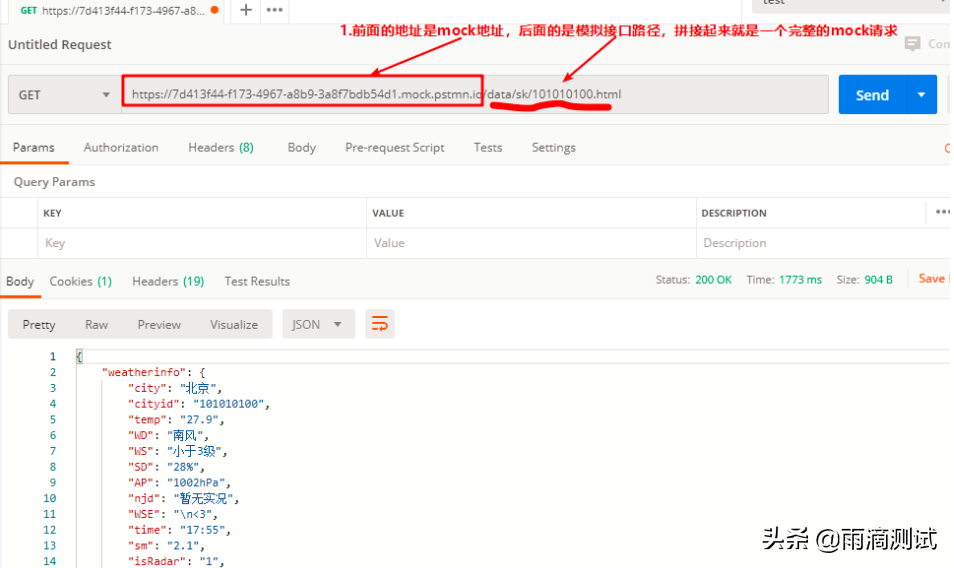 GET https://7d413f44-f173-4967-a8... + •••
test
1.前面的地址是mock地址，后面的是模拟接口路径，拼接起来就是一个完整的mock请求
Untitled Request
GET https://7d413f44-f173-4967-a8b9-3a8f7bdb54d1.mock.pstmn.io/data/sk/101010100.html Send
Params Authorization Headers (8) Body Pre-request Script Tests Settings
Query Params
KEY VALUE DESCRIPTION •••
Key Value Description
Body Cookies (1) Headers (19) Test Results Status: 200 OK Time: 1773 ms Size: 904 B Save
Pretty Raw Preview Visualize JSON
1 {
2 "weatherinfo": {
3 "city": "北京",
4 "cityid": "101010100",
5 "temp": "27.9",
6 "WD": "南风",
7 "WS": "小于3级",
8 "SD": "28%",
9 "AP": "1002hPa",
10 "njd": "暂无实况",
11 "WSE": "\n<3",
12 "time": "17:55",
13 "sm": "2.1",
14 "isRadar": "1",
头条 @雨滴测试